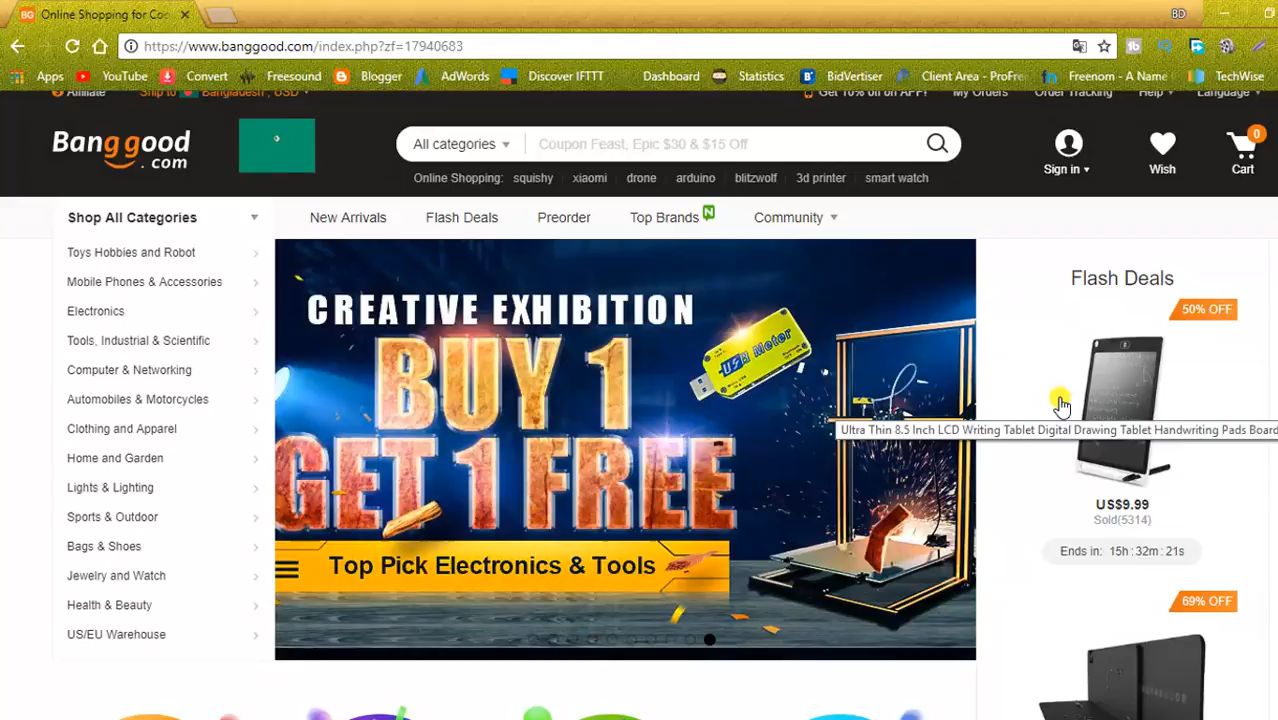 BG Online Shopping for Coo
BD
https://www.banggood.com/index.php?zf=17940683
Apps YouTube Convert Freesound Blogger AdWords Discover IFTTT Dashboard Statistics BidVertiser Client Area - ProFre Freenom - A Name TechWise
Affiliate Ship to Bangladesh , USD Get 10% off on APP! My Orders Order Tracking Help Language
Banggood
.com
All categories Coupon Feast, Epic $30 & $15 Off
Online Shopping: squishy xiaomi drone arduino blitzwolf 3d printer smart watch
Sign in Wish 0 Cart
Shop All Categories
New Arrivals Flash Deals Preorder Top Brands N Community
Toys Hobbies and Robot
Mobile Phones & Accessories
Electronics
Tools, Industrial & Scientific
Computer & Networking
Automobiles & Motorcycles
Clothing and Apparel
Home and Garden
Lights & Lighting
Sports & Outdoor
Bags & Shoes
Jewelry and Watch
Health & Beauty
US/EU Warehouse
CREATIVE EXHIBITION
BUY 1
GET 1 FREE
Top Pick Electronics & Tools
USB Meter
Flash Deals
50% OFF
Ultra Thin 8.5 Inch LCD Writing Tablet Digital Drawing Tablet Handwriting Pads Board
US$9.99
Sold(5314)
Ends in: 15h : 32m : 21s
69% OFF